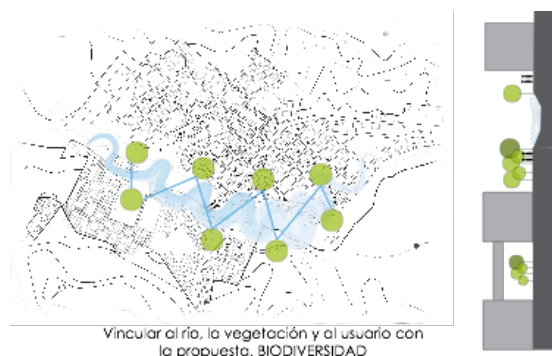 Vincular al río, la vegetación y al usuario con
la propuesta. BIODIVERSIDAD